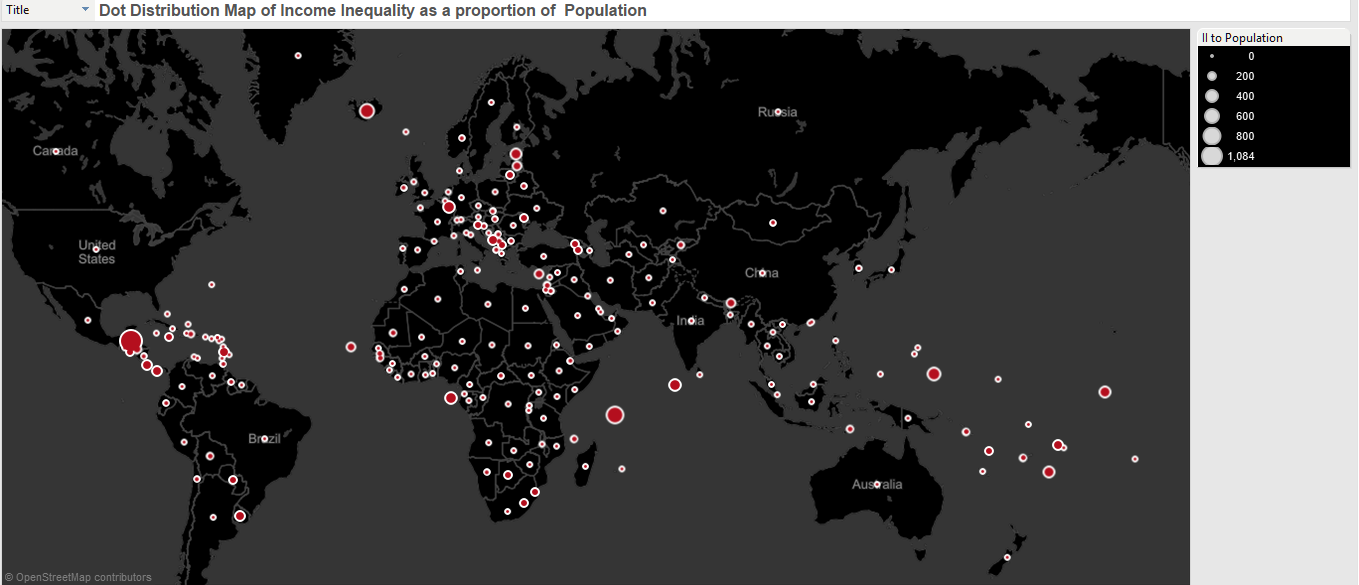 Title
Dot Distribution Map of Income Inequality as a proportion of  Population
II to Population
0
200
400
600
800
1,084
Russia
Canada
United
States
China
India
Brazil
Australia
© OpenStreetMap contributors